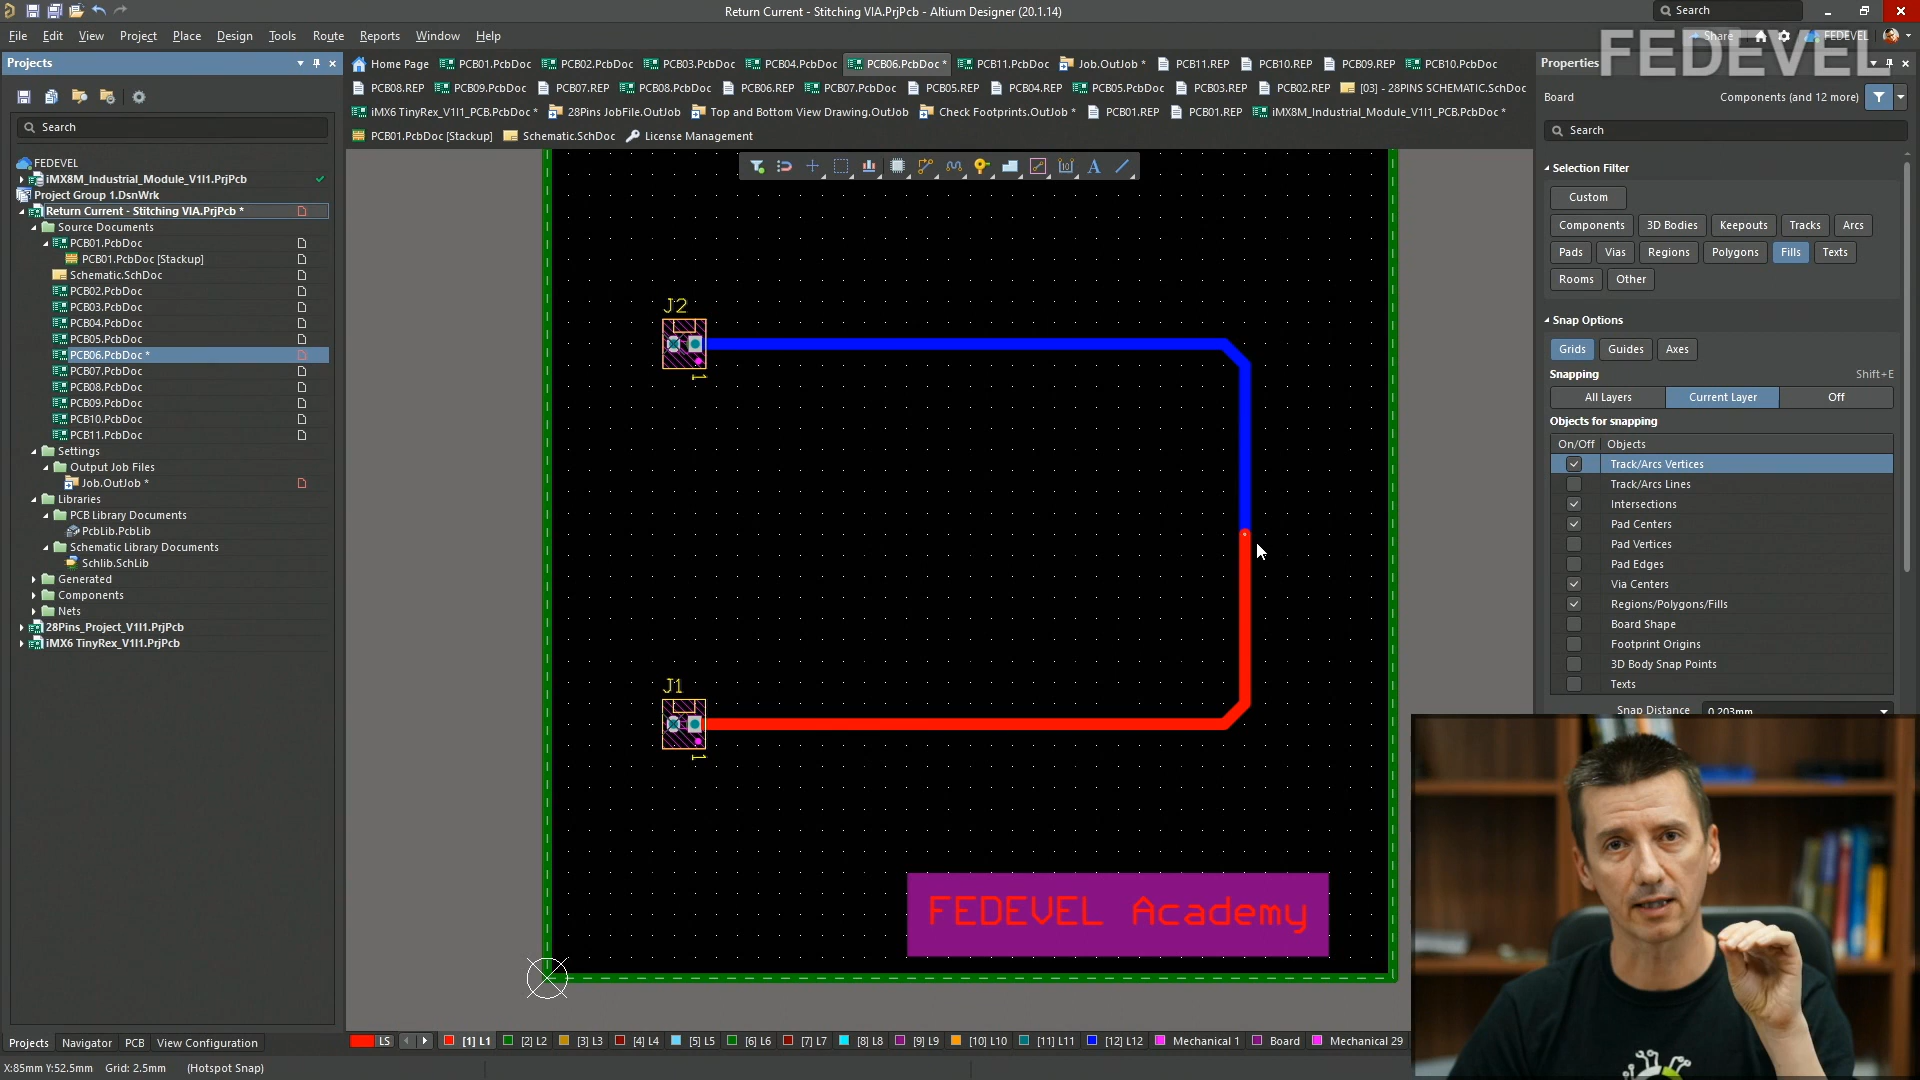 Return Current - Stitching VIA.PrjPcb - Altium Designer (20.1.14)
Search
File Edit View Project Place Design Tools Route Reports Window Help
Share
FEDEVEL
FEDEVEL
Projects
Search
FEDEVEL
iMX8M_Industrial_Module_V1I1.PrjPcb
Project Group 1.DsnWrk
Return Current - Stitching VIA.PrjPcb *
Source Documents
PCB01.PcbDoc
PCB01.PcbDoc [Stackup]
Schematic.SchDoc
PCB02.PcbDoc
PCB03.PcbDoc
PCB04.PcbDoc
PCB05.PcbDoc
PCB06.PcbDoc *
PCB07.PcbDoc
PCB08.PcbDoc
PCB09.PcbDoc
PCB10.PcbDoc
PCB11.PcbDoc
Settings
Output Job Files
Job.OutJob *
Libraries
PCB Library Documents
PcbLib.PcbLib
Schematic Library Documents
Schlib.SchLib
Generated
Components
Nets
28Pins_Project_V1I1.PrjPcb
iMX6 TinyRex_V1I1.PrjPcb
Projects Navigator PCB View Configuration
Home Page PCB01.PcbDoc PCB02.PcbDoc PCB03.PcbDoc PCB04.PcbDoc PCB06.PcbDoc * PCB11.PcbDoc Job.OutJob * PCB11.REP PCB10.REP PCB09.REP PCB10.PcbDoc
PCB08.REP PCB09.PcbDoc PCB07.REP PCB08.PcbDoc PCB06.REP PCB07.PcbDoc PCB05.REP PCB04.REP PCB05.PcbDoc PCB03.REP PCB02.REP [03] - 28PINS SCHEMATIC.SchDoc
iMX6 TinyRex_V1I1_PCB.PcbDoc * 28Pins JobFile.OutJob Top and Bottom View Drawing.OutJob Check Footprints.OutJob * PCB01.REP PCB01.REP iMX8M_Industrial_Module_V1I1_PCB.PcbDoc *
PCB01.PcbDoc [Stackup] Schematic.SchDoc License Management
J2
1
J1
1
FEDEVEL Academy
Properties
Board Components (and 12 more)
Search
Selection Filter
Custom
Components 3D Bodies Keepouts Tracks Arcs
Pads Vias Regions Polygons Fills Texts
Rooms Other
Snap Options
Grids Guides Axes
Snapping Shift+E
All Layers Current Layer Off
Objects for snapping
On/Off Objects
Track/Arcs Vertices
Track/Arcs Lines
Intersections
Pad Centers
Pad Vertices
Pad Edges
Via Centers
Regions/Polygons/Fills
Board Shape
Footprint Origins
3D Body Snap Points
Texts
Snap Distance 0.203mm
LS [1] L1 [2] L2 [3] L3 [4] L4 [5] L5 [6] L6 [7] L7 [8] L8 [9] L9 [10] L10 [11] L11 [12] L12 Mechanical 1 Board Mechanical 29
X:85mm Y:52.5mm Grid: 2.5mm (Hotspot Snap)